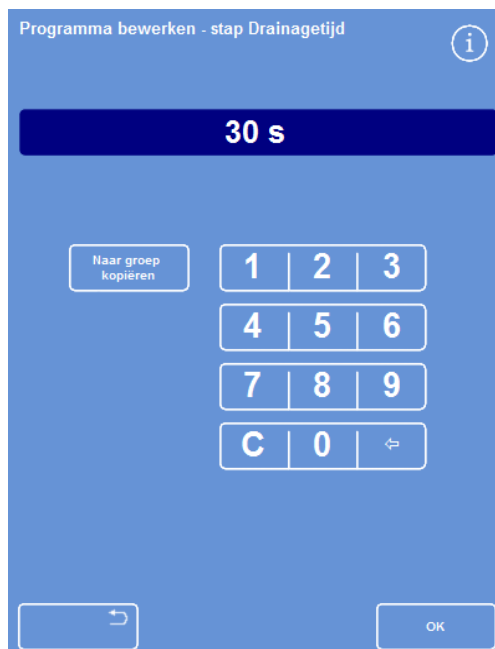 Programma bewerken - stap Drainagetijd
i
30 s
Naar groep
kopiëren
1 2 3
4 5 6
7 8 9
C 0 ⇦
OK